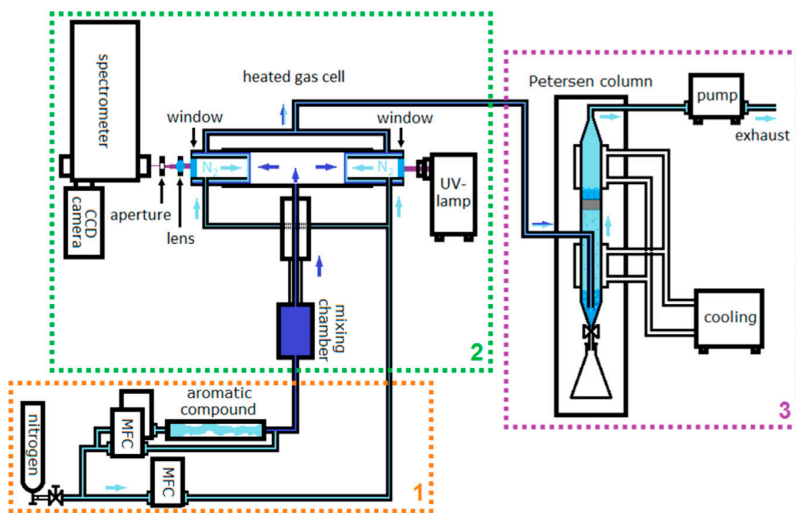 spectrometer
CCD
camera
aperture
lens
window
heated gas cell
window
N2
N2
UV-
lamp
mixing
chamber
2
Petersen column
pump
exhaust
cooling
3
nitrogen
MFC
aromatic
compound
MFC
1